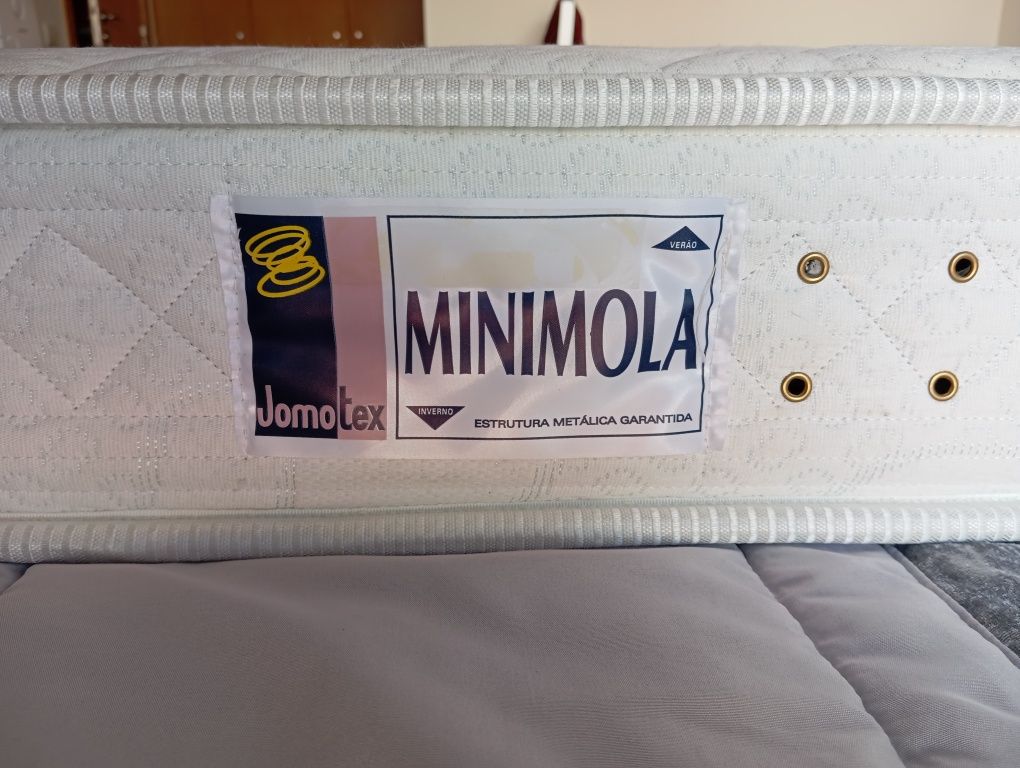 VERÃO
MINIMOLA
INVERNO
ESTRUTURA METÁLICA GARANTIDA
Jomotex